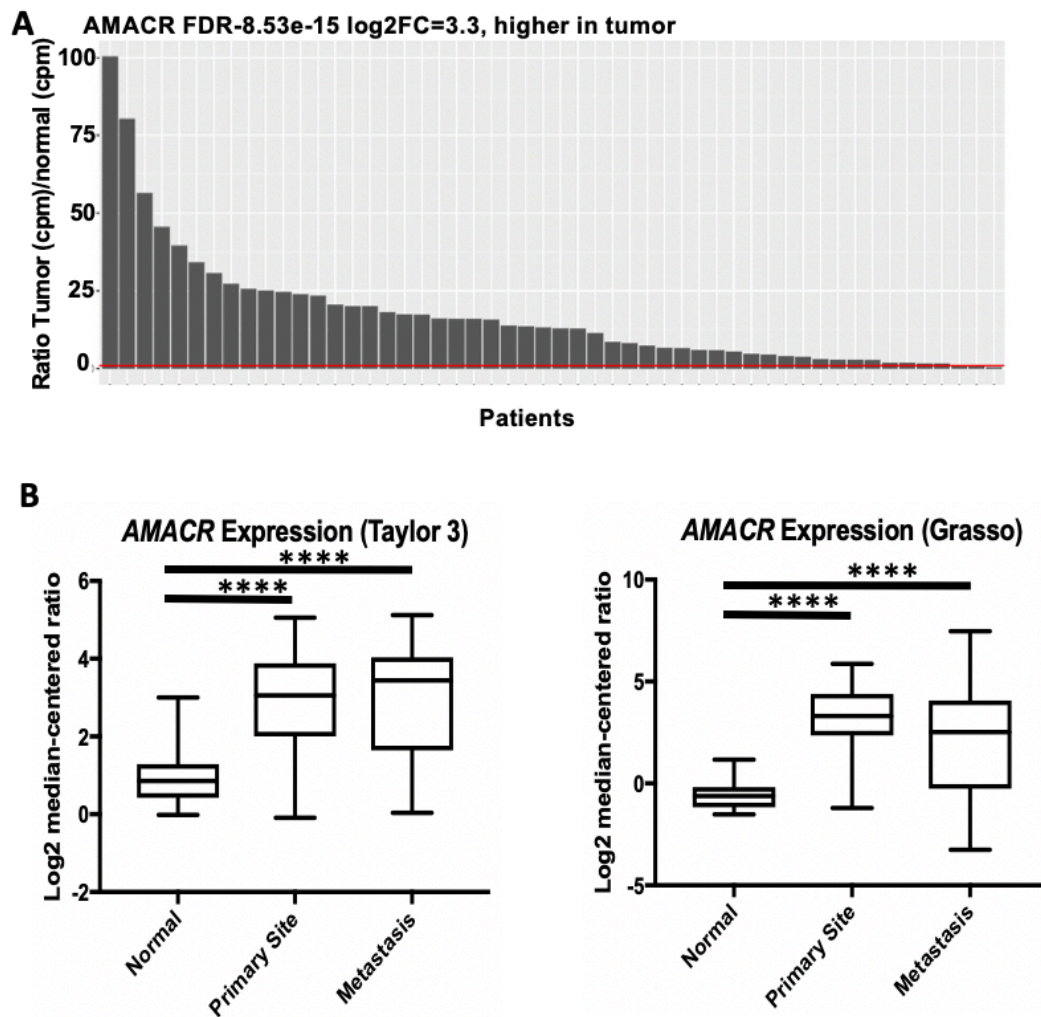 A
AMACR FDR-8.53e-15 log2FC=3.3, higher in tumor
Ratio Tumor (cpm)/normal (cpm)
100
75
50
25
0
Patients
B
AMACR Expression (Taylor 3)
****
****
Log2 median-centered ratio
6
4
2
0
-2
Normal
Primary Site
Metastasis
AMACR Expression (Grasso)
****
****
Log2 median-centered ratio
10
5
0
-5
Normal
Primary Site
Metastasis